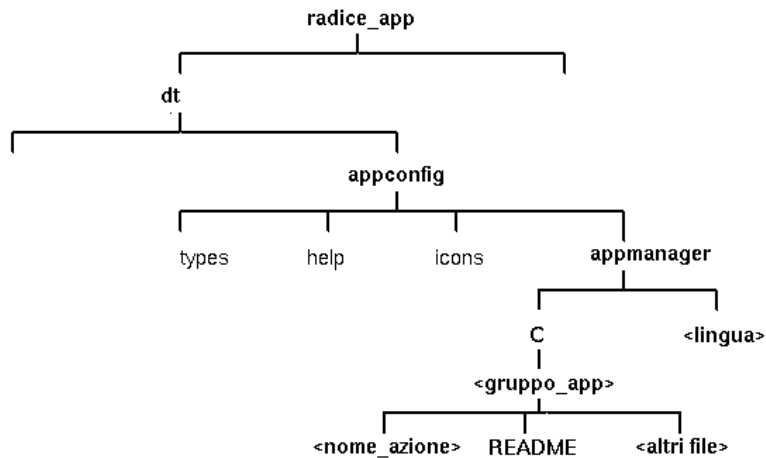 radice_app
dt
appconfig
types help icons appmanager
C <lingua>
<gruppo_app>
<nome_azione> README <altri file>